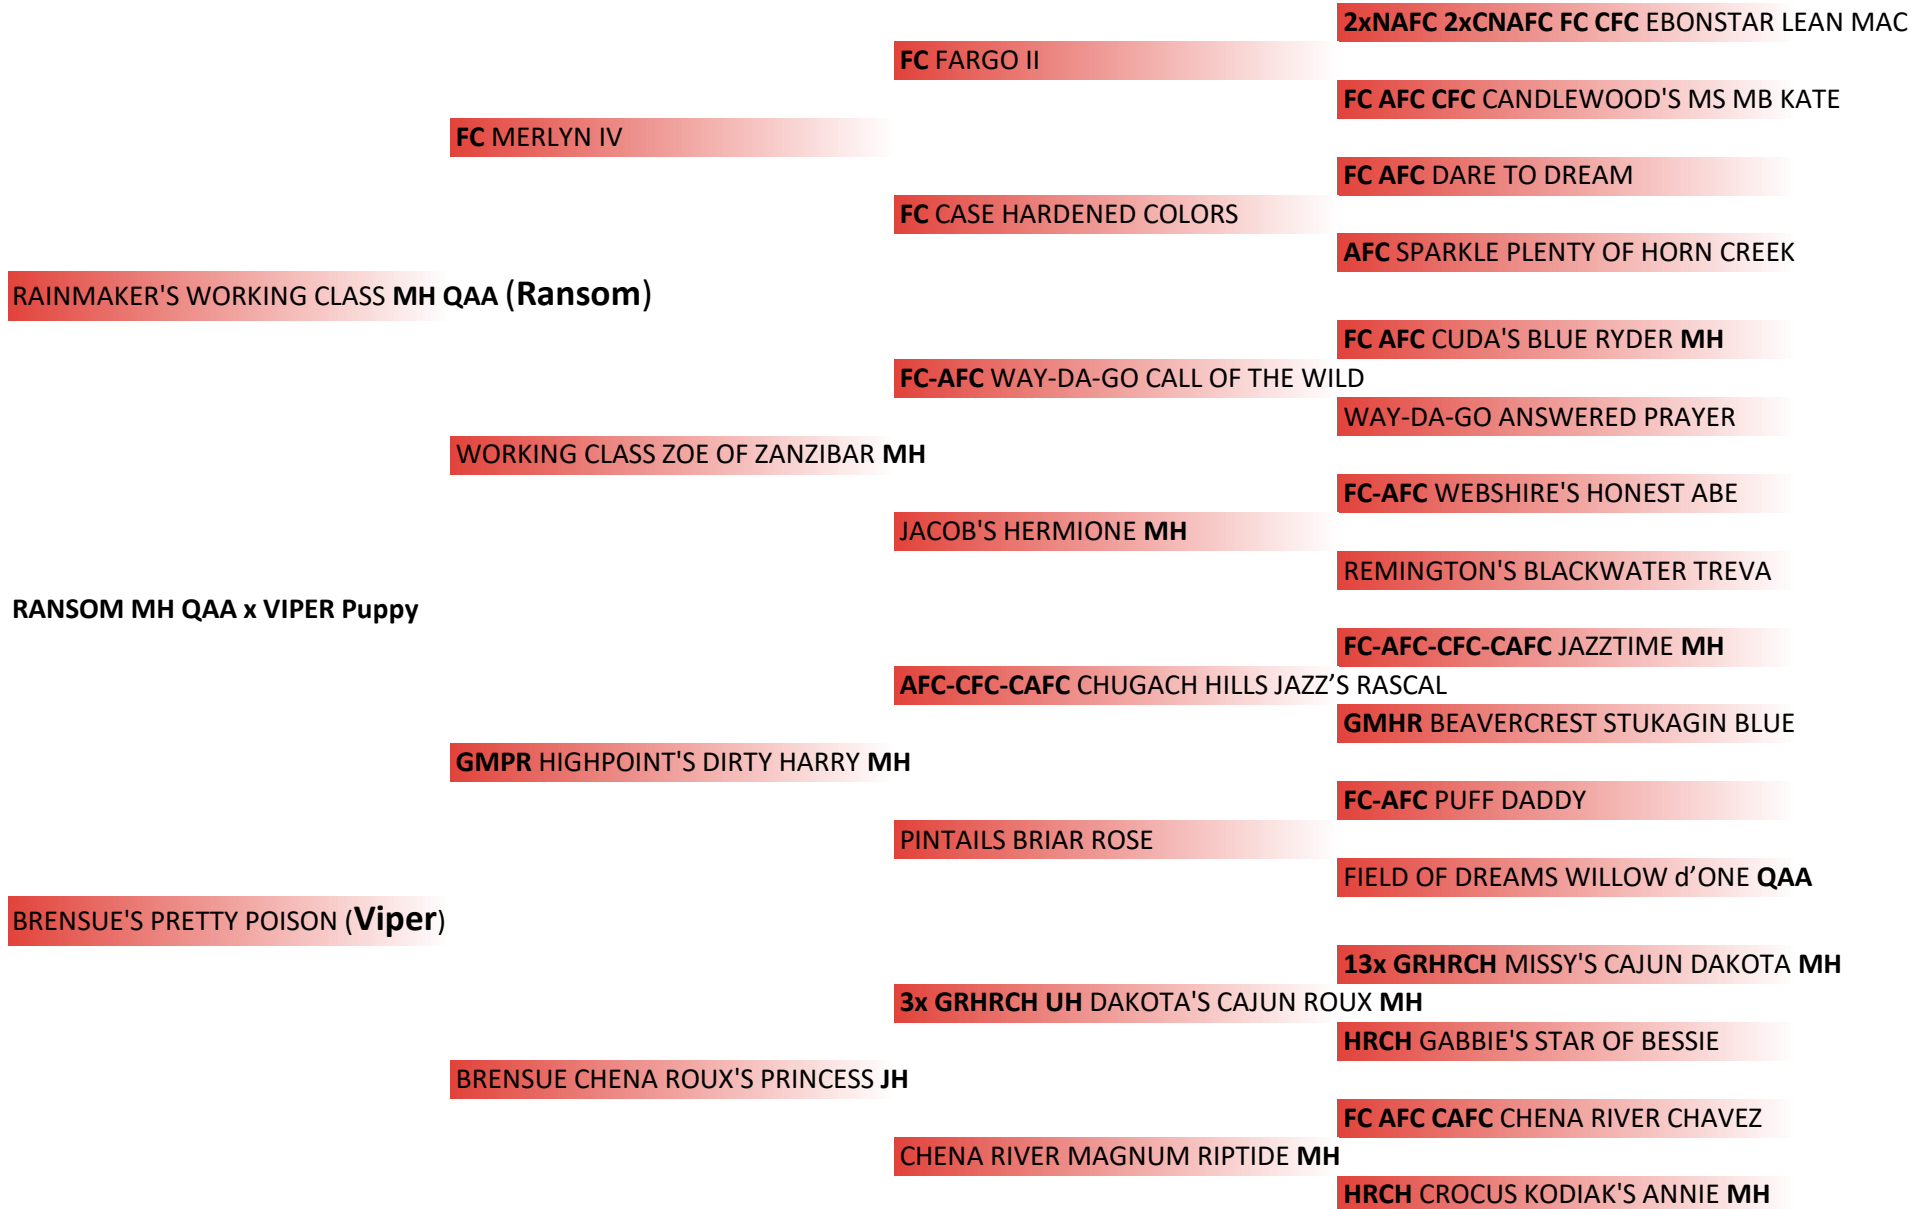 2xNAFC 2xCNAFC FC CFC EBONSTAR LEAN MAC
FC FARGO II
FC AFC CFC CANDLEWOOD'S MS MB KATE
FC MERLYN IV
FC AFC DARE TO DREAM
FC CASE HARDENED COLORS
AFC SPARKLE PLENTY OF HORN CREEK
RAINMAKER'S WORKING CLASS MH QAA (Ransom)
FC AFC CUDA'S BLUE RYDER MH
FC-AFC WAY-DA-GO CALL OF THE WILD
WAY-DA-GO ANSWERED PRAYER
WORKING CLASS ZOE OF ZANZIBAR MH
FC-AFC WEBSHIRE'S HONEST ABE
JACOB'S HERMIONE MH
REMINGTON'S BLACKWATER TREVA
RANSOM MH QAA x VIPER Puppy
FC-AFC-CFC-CAFC JAZZTIME MH
AFC-CFC-CAFC CHUGACH HILLS JAZZ’S RASCAL
GMHR BEAVERCREST STUKAGIN BLUE
GMPR HIGHPOINT'S DIRTY HARRY MH
FC-AFC PUFF DADDY
PINTAILS BRIAR ROSE
FIELD OF DREAMS WILLOW d’ONE QAA
BRENSUE'S PRETTY POISON (Viper)
13x GRHRCH MISSY'S CAJUN DAKOTA MH
3x GRHRCH UH DAKOTA'S CAJUN ROUX MH
HRCH GABBIE'S STAR OF BESSIE
BRENSUE CHENA ROUX'S PRINCESS JH
FC AFC CAFC CHENA RIVER CHAVEZ
CHENA RIVER MAGNUM RIPTIDE MH
HRCH CROCUS KODIAK'S ANNIE MH